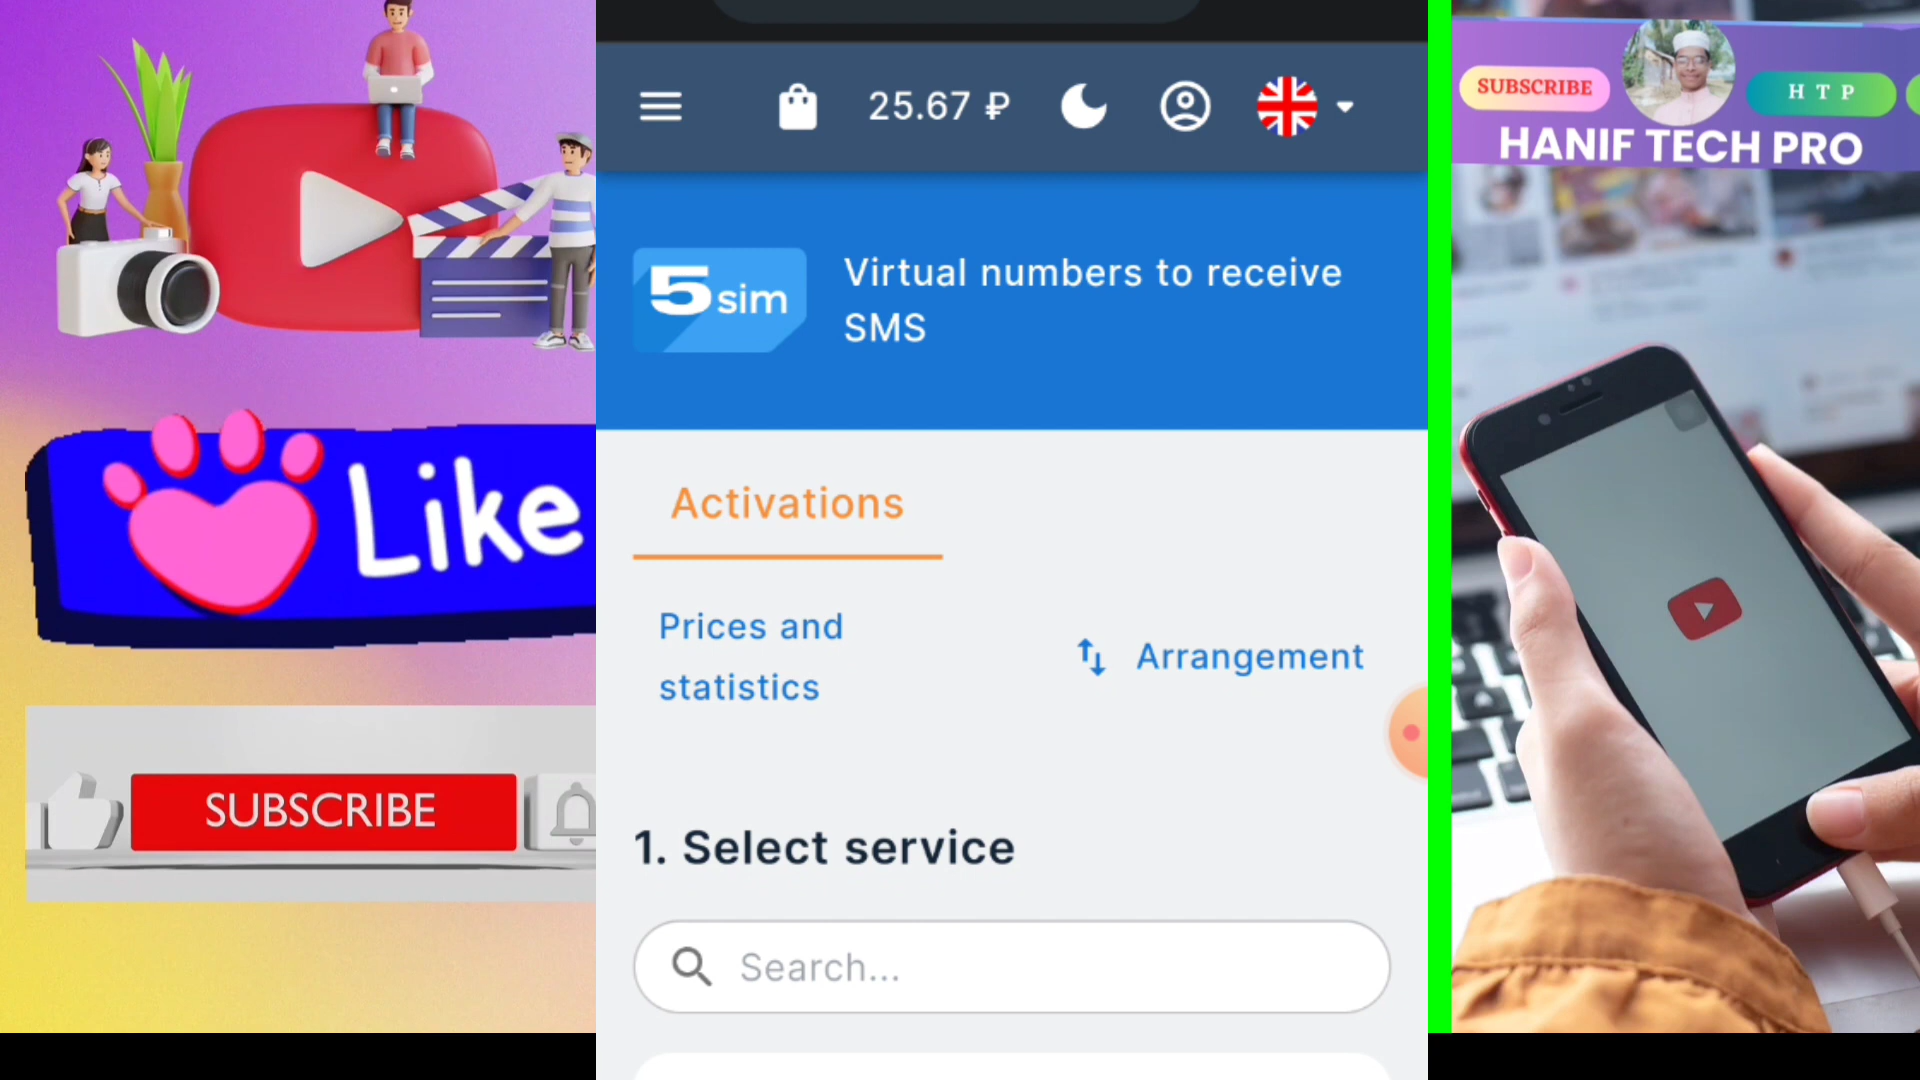 Like
SUBSCRIBE
25.67 ₽
5sim
Virtual numbers to receive
SMS
Activations
Prices and
statistics
Arrangement
1. Select service
Search...
SUBSCRIBE
H T P
HANIF TECH PRO